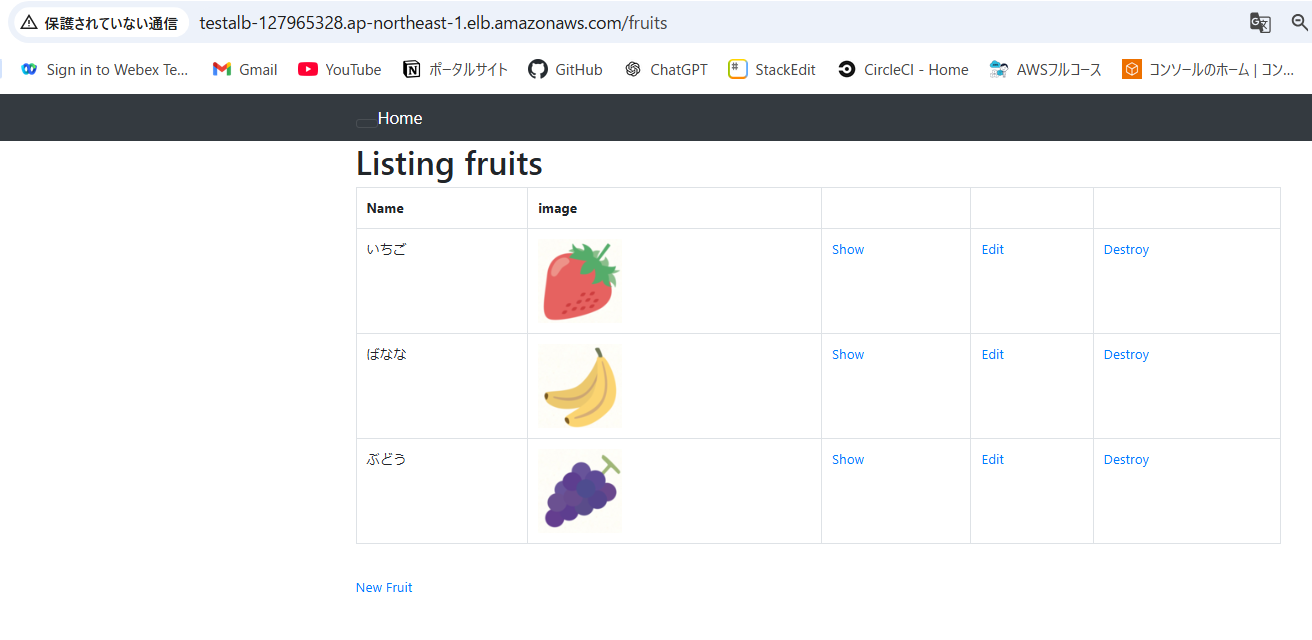 保護されていない通信 testalb-127965328.ap-northeast-1.elb.amazonaws.com/fruits
Sign in to Webex Te... Gmail YouTube ポータルサイト GitHub ChatGPT StackEdit CircleCI - Home AWSフルコース コンソールのホーム | コン...
Home
Listing fruits
Name image
いちご Show Edit Destroy
ばなな Show Edit Destroy
ぶどう Show Edit Destroy
New Fruit